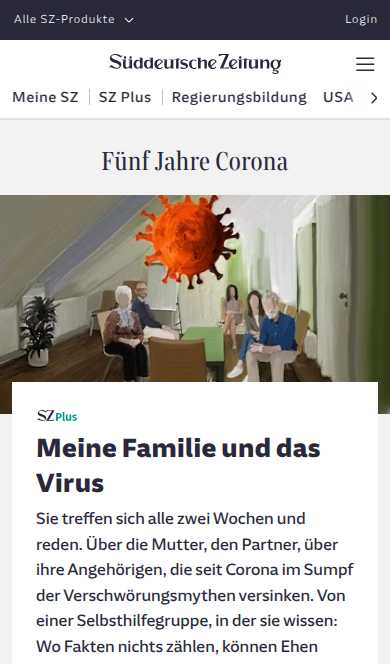 Alle SZ-Produkte
Login
Süddeutsche Zeitung
Meine SZ
SZ Plus
Regierungsbildung
USA
Fünf Jahre Corona
SZ Plus
Meine Familie und das
Virus
Sie treffen sich alle zwei Wochen und
reden. Über die Mutter, den Partner, über
ihre Angehörigen, die seit Corona im Sumpf
der Verschwörungsmythen versinken. Von
einer Selbsthilfegruppe, in der sie wissen:
Wo Fakten nichts zählen, können Ehen